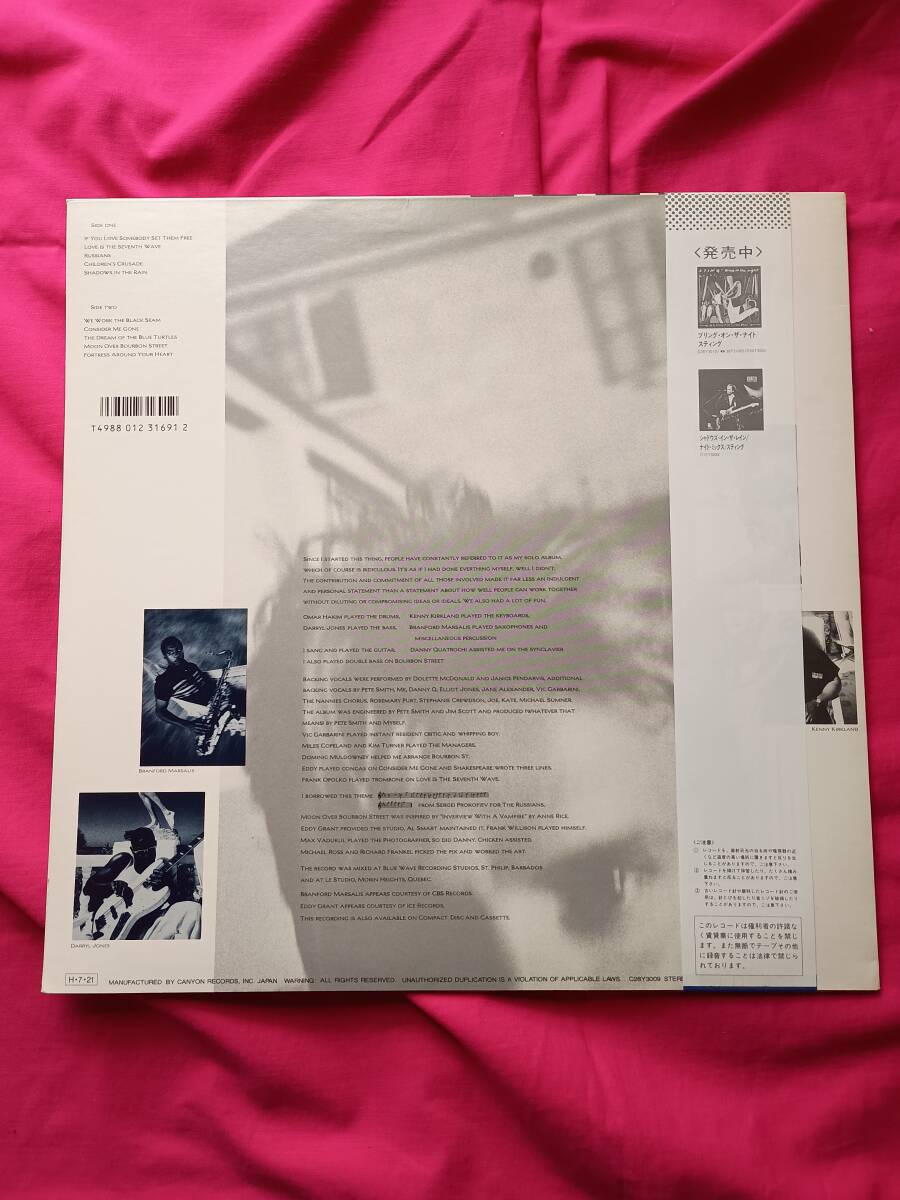 SIDE ONE
IF YOU LOVE SOMEBODY SET THEM FREE
LOVE IS THE SEVENTH WAVE
RUSSIANS
CHILDREN'S CRUSADE
SHADOWS IN THE RAIN
SIDE TWO
WE WORK THE BLACK SEAM
CONSIDER ME GONE
THE DREAM OF THE BLUE TURTLES
MOON OVER BOURBON STREET
FORTRESS AROUND YOUR HEART
T4988 012 31691 2
SINCE I STARTED THIS THING, PEOPLE HAVE CONSTANTLY REFERRED TO IT AS MY SOLO ALBUM,
WHICH OF COURSE IS RIDICULOUS. IT'S AS IF I HAD DONE EVERTHING MYSELF, WELL I DIDN'T.
THE CONTRIBUTION AND COMMITMENT OF ALL THOSE INVOLVED MADE IT FAR LESS AN INDULGENT
AND PERSONAL STATEMENT THAN A STATEMENT ABOUT HOW WELL PEOPLE CAN WORK TOGETHER
WITHOUT DILUTING OR COMPROMISING IDEAS OR IDEALS. WE ALSO HAD A LOT OF FUN.
OMAR HAKIM PLAYED THE DRUMS, KENNY KIRKLAND PLAYED THE KEYBOARDS,
DARRYL JONES PLAYED THE BASS, BRANFORD MARSALIS PLAYED SAXOPHONES AND
MISCELLANEOUS PERCUSSION
I SANG AND PLAYED THE GUITAR, DANNY QUATROCHI ASSISTED ME ON THE SYNCLAVIER
I ALSO PLAYED DOUBLE BASS ON BOURBON STREET
BACKING VOCALS WERE PERFORMED BY DOLETTE MCDONALD AND JANICE PENDARVIS, ADDITIONAL
BACKING VOCALS BY PETE SMITH, ME, DANNY Q, ELLIOT JONES, JANE ALEXANDER, VIC GARBARINI,
THE NANNIES CHORUS, ROSEMARY PURT, STEPHANIE CREWDSON, JOE, KATE, MICHAEL SUMNER.
THE ALBUM WAS ENGINEERED BY PETE SMITH AND JIM SCOTT AND PRODUCED (WHATEVER THAT
MEANS) BY PETE SMITH AND MYSELF.
VIC GARBARINI PLAYED INSTANT RESIDENT CRITIC AND WHIPPING BOY.
MILES COPELAND AND KIM TURNER PLAYED THE MANAGERS.
DOMINIC MULDOWNEY HELPED ME ARRANGE BOURBON ST.
EDDY PLAYED CONGAS ON CONSIDER ME GONE AND SHAKESPEARE WROTE THREE LINES.
FRANK OPOLKO PLAYED TROMBONE ON LOVE IS THE SEVENTH WAVE.
I BORROWED THIS THEME
FROM SERGEI PROKOFIEV FOR THE RUSSIANS,
MOON OVER BOURBON STREET WAS INSPIRED BY "INVERVIEW WITH A VAMPIRE" BY ANNE RICE.
EDDY GRANT PROVIDED THE STUDIO, AL SMART MAINTAINED IT, FRANK WILLISON PLAYED HIMSELF.
MAX VADUKUL PLAYED THE PHOTOGRAPHER, SO DID DANNY, CHICKEN ASSISTED.
MICHAEL ROSS AND RICHARD FRANKEL PICKED THE PIX AND WORKED THE ART.
THE RECORD WAS MIXED AT BLUE WAVE RECORDING STUDIOS, ST. PHILIP, BARBADOS
AND AT LE STUDIO, MORIN HEIGHTS, QUEBEC.
BRANFORD MARSALIS APPEARS COURTESY OF CBS RECORDS.
EDDY GRANT APPEARS COURTESY OF ICE RECORDS.
THIS RECORDING IS ALSO AVAILABLE ON COMPACT DISC AND CASSETTE.
BRANFORD MARSALIS
DARRYL JONES
KENNY KIRKLAND
H·7·21
MANUFACTURED BY CANYON RECORDS, INC. JAPAN WARNING: ALL RIGHTS RESERVED. UNAUTHORIZED DUPLICATION IS A VIOLATION OF APPLICABLE LAWS. C28Y3009 STERE
〈発売中〉
ブリング・オン・ザ・ナイト
スティング
シャドウズ・イン・ザ・レイン/
ナイト・ミックス/スティング
(ご注意)
このレコードは権利者の許諾な
く賃貸業に使用することを禁じ
ます。また無断でテープその他
に録音することは法律で禁じら
れております。